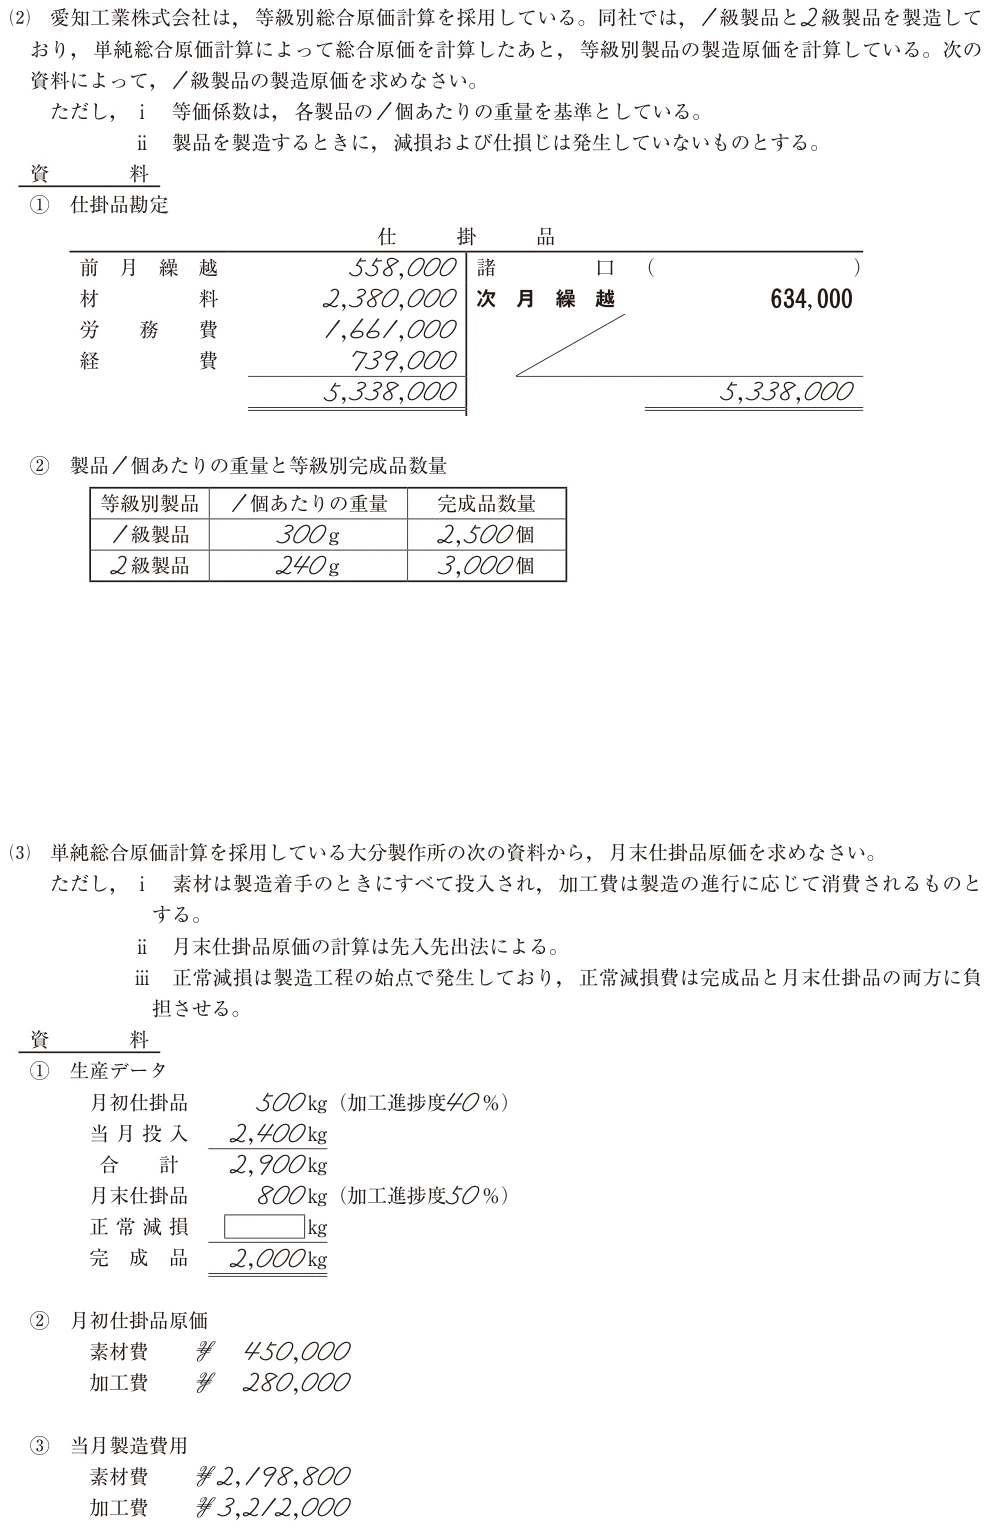 (2) 愛知工業株式会社は，等級別総合原価計算を採用している。同社では，1級製品と2級製品を製造して
おり，単純総合原価計算によって総合原価を計算したあと，等級別製品の製造原価を計算している。次の
資料によって，1級製品の製造原価を求めなさい。
ただし，ⅰ 等価係数は，各製品の1個あたりの重量を基準としている。
ⅱ 製品を製造するときに，減損および仕損じは発生していないものとする。
資 料
① 仕掛品勘定
仕 掛 品
前月繰越 558,000 諸 口 ( )
材 料 2,380,000 次月繰越 634,000
労 務 費 1,661,000
経 費 739,000
5,338,000 5,338,000
② 製品1個あたりの重量と等級別完成品数量
等級別製品 1個あたりの重量 完成品数量
1級製品 300g 2,500個
2級製品 240g 3,000個
(3) 単純総合原価計算を採用している大分製作所の次の資料から，月末仕掛品原価を求めなさい。
ただし，ⅰ 素材は製造着手のときにすべて投入され，加工費は製造の進行に応じて消費されるものと
する。
ⅱ 月末仕掛品原価の計算は先入先出法による。
ⅲ 正常減損は製造工程の始点で発生しており，正常減損費は完成品と月末仕掛品の両方に負
担させる。
資 料
① 生産データ
月初仕掛品 500kg（加工進捗度40％）
当月投入 2,400kg
合 計 2,900kg
月末仕掛品 800kg（加工進捗度50％）
正常減損 kg
完 成 品 2,000kg
② 月初仕掛品原価
素材費 ¥ 450,000
加工費 ¥ 280,000
③ 当月製造費用
素材費 ¥2,198,800
加工費 ¥3,212,000